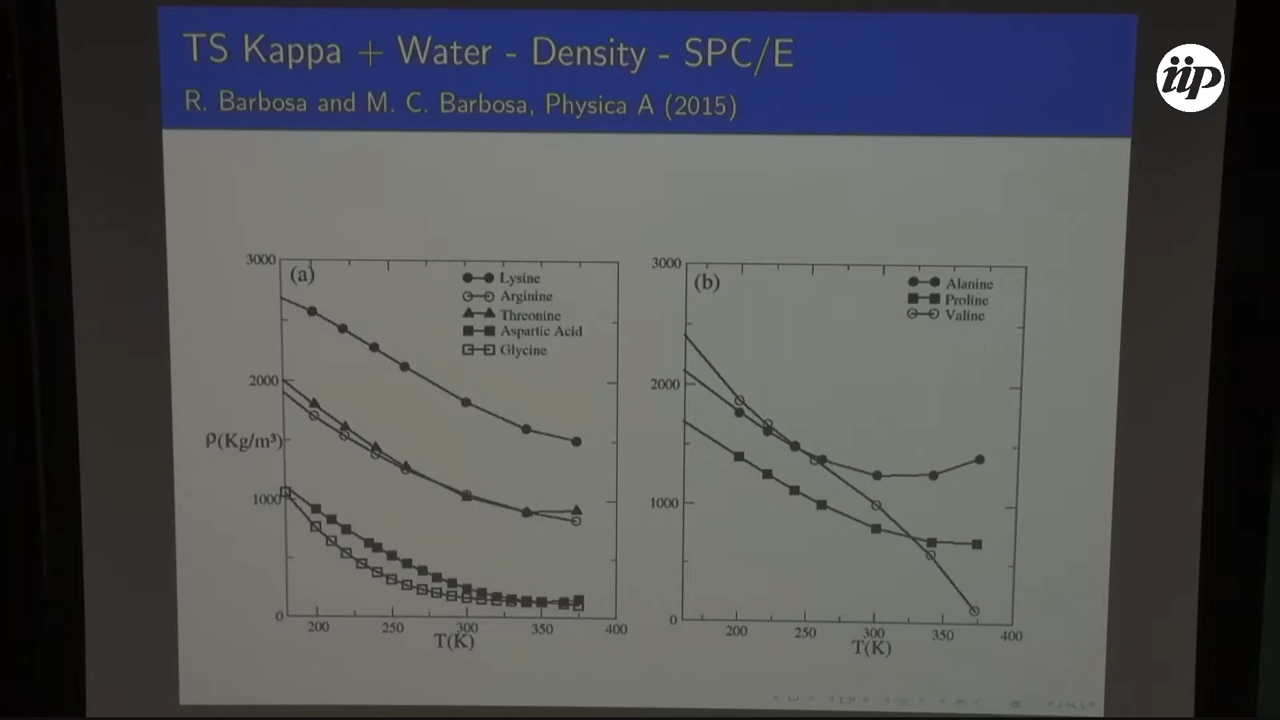 TS Kappa + Water - Density - SPC/E
R. Barbosa and M. C. Barbosa, Physica A (2015)
iip
(a)
Lysine
Arginine
Threonine
Aspartic Acid
Glycine
3000
2000
ρ(Kg/m³)
1000
0
200 250 300 350 400
T(K)
(b)
Alanine
Proline
Valine
3000
2000
1000
0
200 250 300 350 400
T(K)